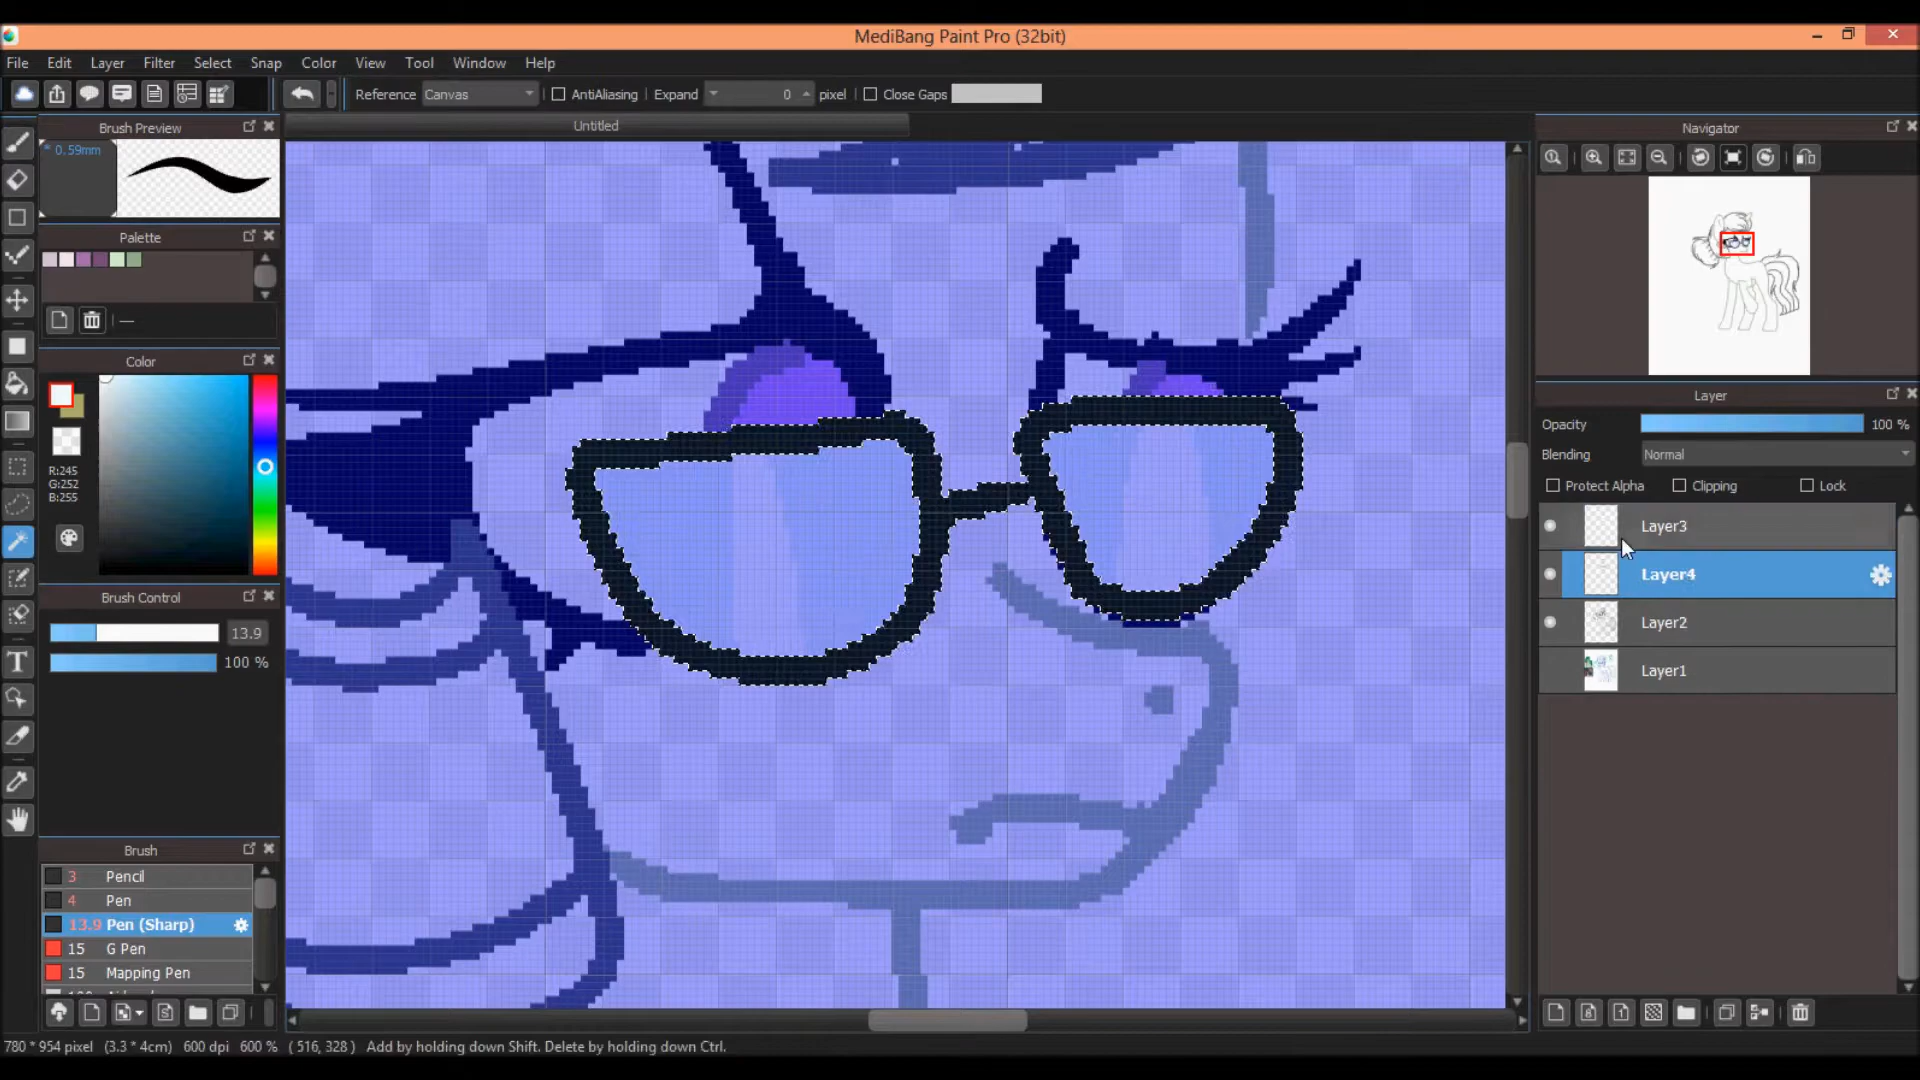 MediBang Paint Pro (32bit)
File Edit Layer Filter Select Snap Color View Tool Window Help
Reference Canvas AntiAliasing Expand 0 pixel Close Gaps
Brush Preview
Untitled
Navigator
* 0.59mm
Palette
Color
Layer
Opacity 100 %
Blending Normal
R:245
G:252
B:255
Protect Alpha Clipping Lock
Layer3
Layer4
Layer2
Layer1
Brush Control
13.9
100 %
Brush
3 Pencil
4 Pen
13.9 Pen (Sharp)
15 G Pen
15 Mapping Pen
780 * 954 pixel (3.3 * 4cm) 600 dpi 600 % ( 516, 328 ) Add by holding down Shift. Delete by holding down Ctrl.